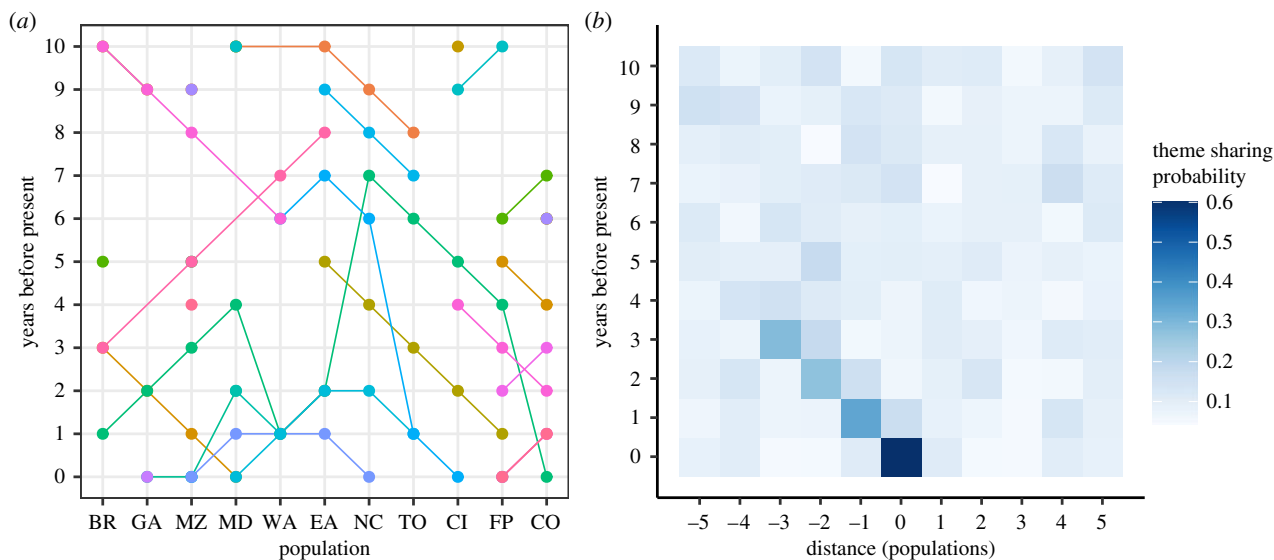 (a)
10
9
8
7
6
5
4
3
2
1
0
years before present
BR GA MZ MD WA EA NC TO CI FP CO
population
(b)
10
9
8
7
6
5
4
3
2
1
0
years before present
–5 –4 –3 –2 –1 0 1 2 3 4 5
distance (populations)
theme sharing
probability
0.6
0.5
0.4
0.3
0.2
0.1